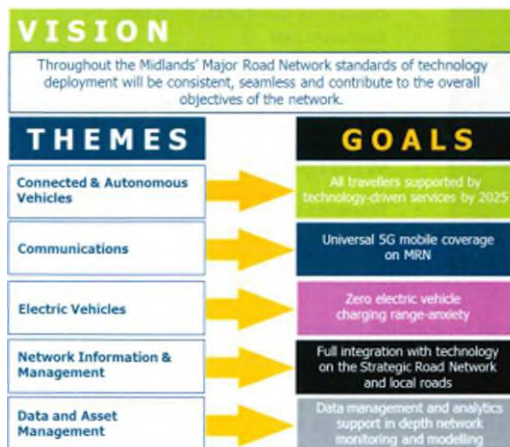 VISION
Throughout the Midlands' Major Road Network standards of technology
deployment will be consistent, seamless and contribute to the overall
objectives of the network.
THEMES
GOALS
Connected & Autonomous
Vehicles
All travellers supported by
technology-driven services by 2025
Communications
Universal 5G mobile coverage
on MRN
Electric Vehicles
Zero electric vehicle
charging range-anxiety
Network Information &
Management
Full integration with technology
on the Strategic Road Network
and local roads
Data and Asset
Management
Data management and analytics
support in depth network
monitoring and modelling